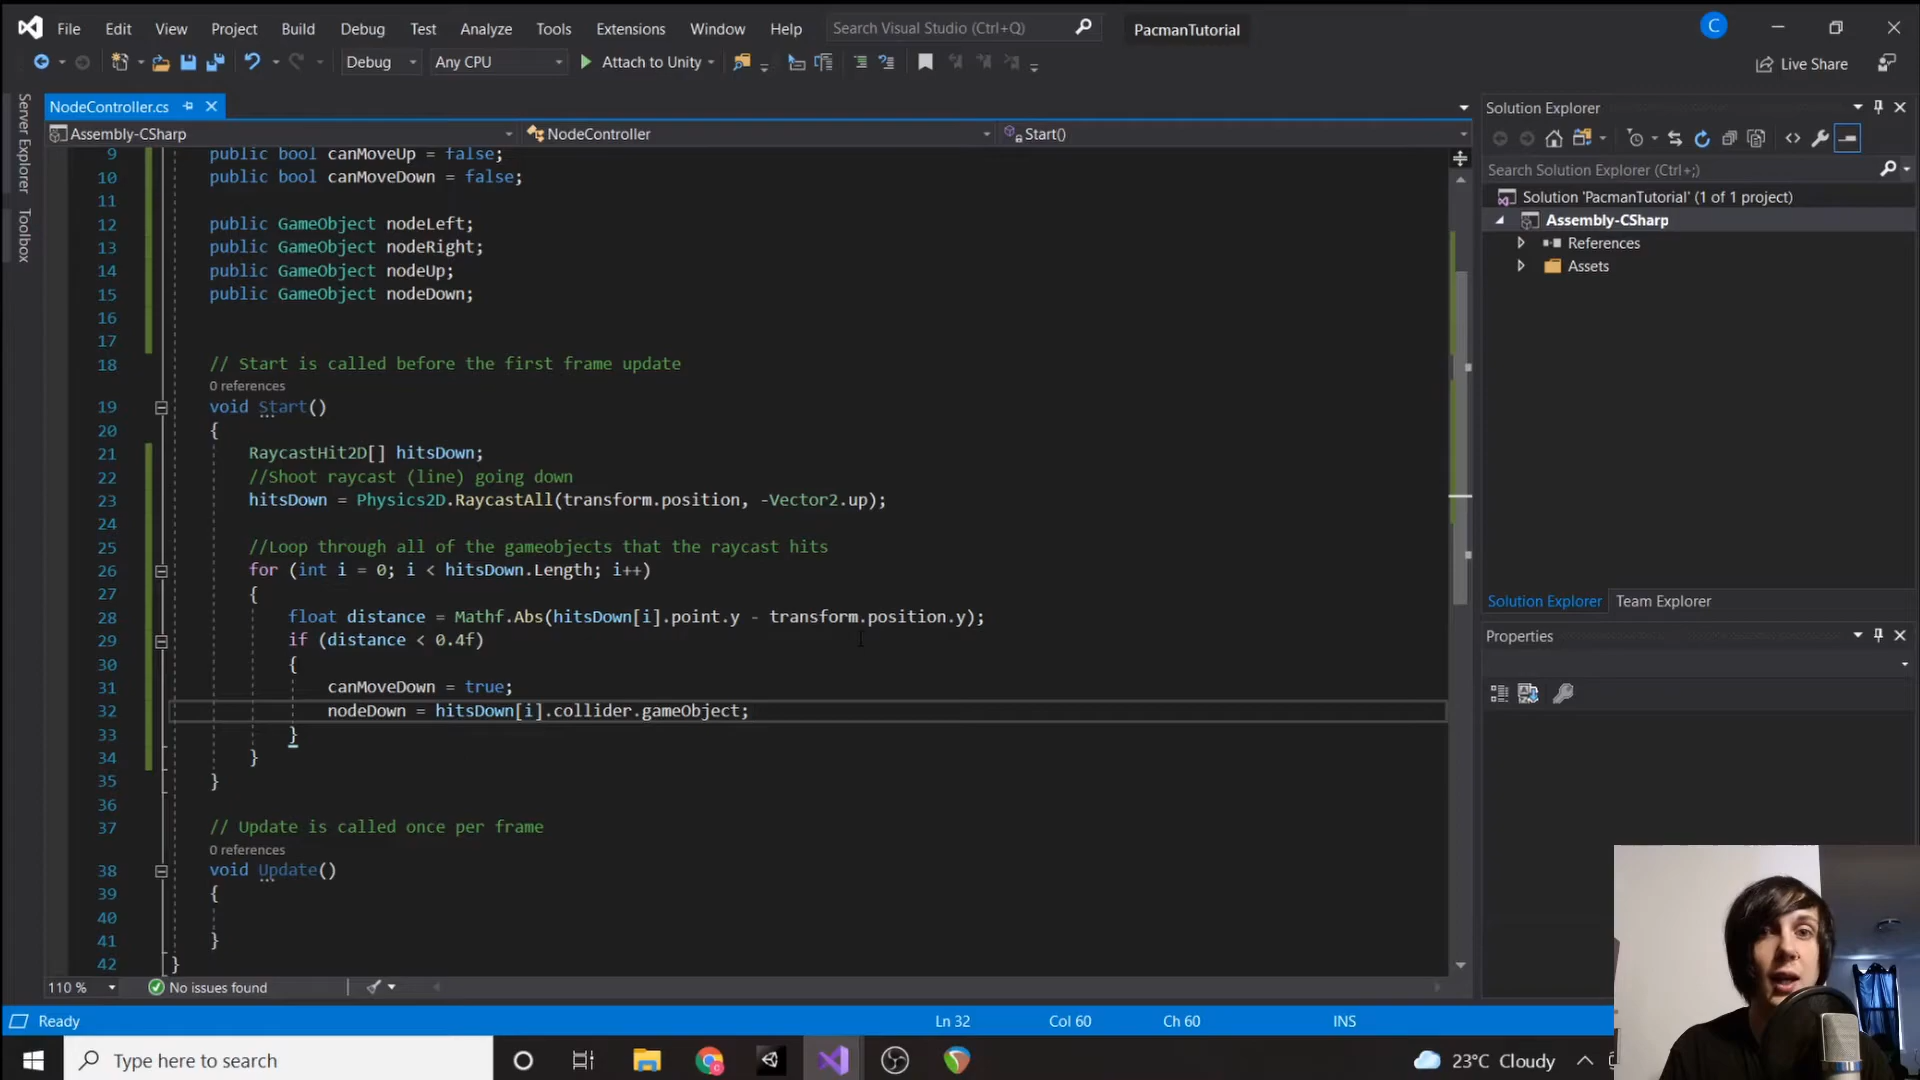 File Edit View Project Build Debug Test Analyze Tools Extensions Window Help Search Visual Studio (Ctrl+Q) PacmanTutorial C
Debug Any CPU Attach to Unity Live Share
Server Explorer
Toolbox
NodeController.cs
Assembly-CSharp NodeController Start()
9 public bool canMoveUp = false;
10 public bool canMoveDown = false;
11
12 public GameObject nodeLeft;
13 public GameObject nodeRight;
14 public GameObject nodeUp;
15 public GameObject nodeDown;
16
17
18 // Start is called before the first frame update
0 references
19 void Start()
20 {
21 RaycastHit2D[] hitsDown;
22 //Shoot raycast (line) going down
23 hitsDown = Physics2D.RaycastAll(transform.position, -Vector2.up);
24
25 //Loop through all of the gameobjects that the raycast hits
26 for (int i = 0; i < hitsDown.Length; i++)
27 {
28 float distance = Mathf.Abs(hitsDown[i].point.y - transform.position.y);
29 if (distance < 0.4f)
30 {
31 canMoveDown = true;
32 nodeDown = hitsDown[i].collider.gameObject;
33 }
34 }
35 }
36
37 // Update is called once per frame
0 references
38 void Update()
39 {
40
41 }
42 }
110 % No issues found
Solution Explorer
Search Solution Explorer (Ctrl+;)
Solution 'PacmanTutorial' (1 of 1 project)
Assembly-CSharp
References
Assets
Solution Explorer Team Explorer
Properties
Ready Ln 32 Col 60 Ch 60 INS
Type here to search 23°C Cloudy